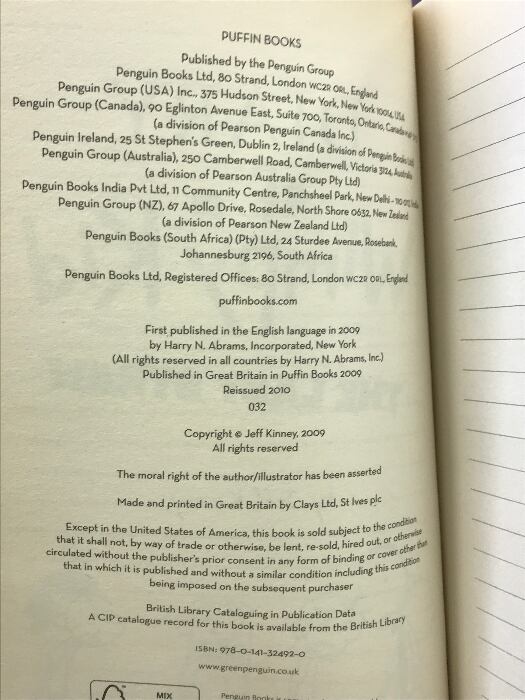 PUFFIN BOOKS
Published by the Penguin Group
Penguin Books Ltd, 80 Strand, London WC2R 0RL, England
Penguin Group (USA) Inc., 375 Hudson Street, New York, New York 10014, USA
Penguin Group (Canada), 90 Eglinton Avenue East, Suite 700, Toronto, Ontario, Canada
(a division of Pearson Penguin Canada Inc.)
Penguin Ireland, 25 St Stephen's Green, Dublin 2, Ireland (a division of Penguin Books Ltd)
Penguin Group (Australia), 250 Camberwell Road, Camberwell, Victoria 3124, Australia
(a division of Pearson Australia Group Pty Ltd)
Penguin Books India Pvt Ltd, 11 Community Centre, Panchsheel Park, New Delhi – 110 017, India
Penguin Group (NZ), 67 Apollo Drive, Rosedale, North Shore 0632, New Zealand
(a division of Pearson New Zealand Ltd)
Penguin Books (South Africa) (Pty) Ltd, 24 Sturdee Avenue, Rosebank,
Johannesburg 2196, South Africa
Penguin Books Ltd, Registered Offices: 80 Strand, London WC2R 0RL, England
puffinbooks.com
First published in the English language in 2009
by Harry N. Abrams, Incorporated, New York
(All rights reserved in all countries by Harry N. Abrams, Inc.)
Published in Great Britain in Puffin Books 2009
Reissued 2010
032
Copyright © Jeff Kinney, 2009
All rights reserved
The moral right of the author/illustrator has been asserted
Made and printed in Great Britain by Clays Ltd, St Ives plc
Except in the United States of America, this book is sold subject to the condition
that it shall not, by way of trade or otherwise, be lent, re-sold, hired out, or otherwise
circulated without the publisher's prior consent in any form of binding or cover other than
that in which it is published and without a similar condition including this condition
being imposed on the subsequent purchaser
British Library Cataloguing in Publication Data
A CIP catalogue record for this book is available from the British Library
ISBN: 978-0-141-32492-0
www.greenpenguin.co.uk
MIX
Penguin Books is